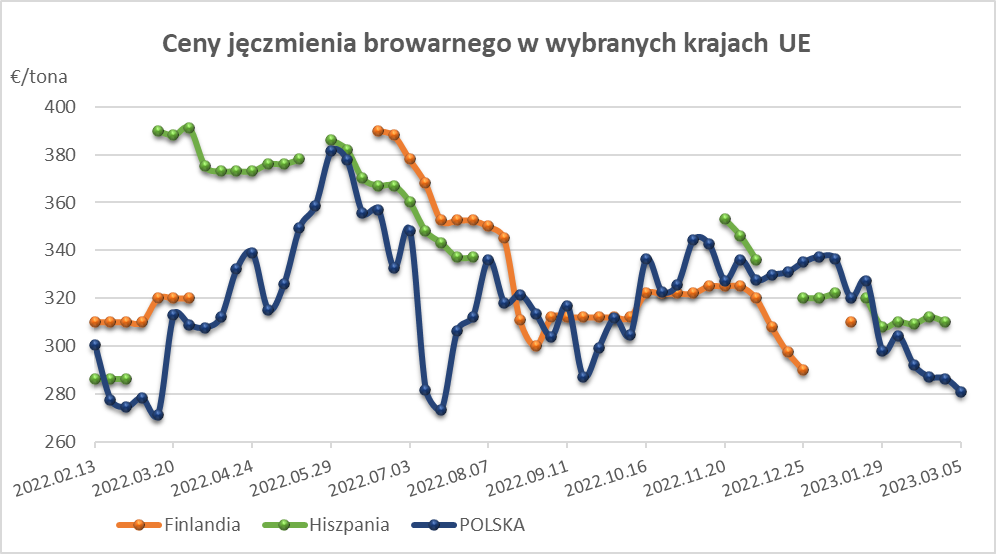 Ceny jęczmienia browarnego w wybranych krajach UE
€/tona
400
380
360
340
320
300
280
260
2022.02.13 2022.03.20 2022.04.24 2022.05.29 2022.07.03 2022.08.07 2022.09.11 2022.10.16 2022.11.20 2022.12.25 2023.01.29 2023.03.05
Finlandia Hiszpania POLSKA